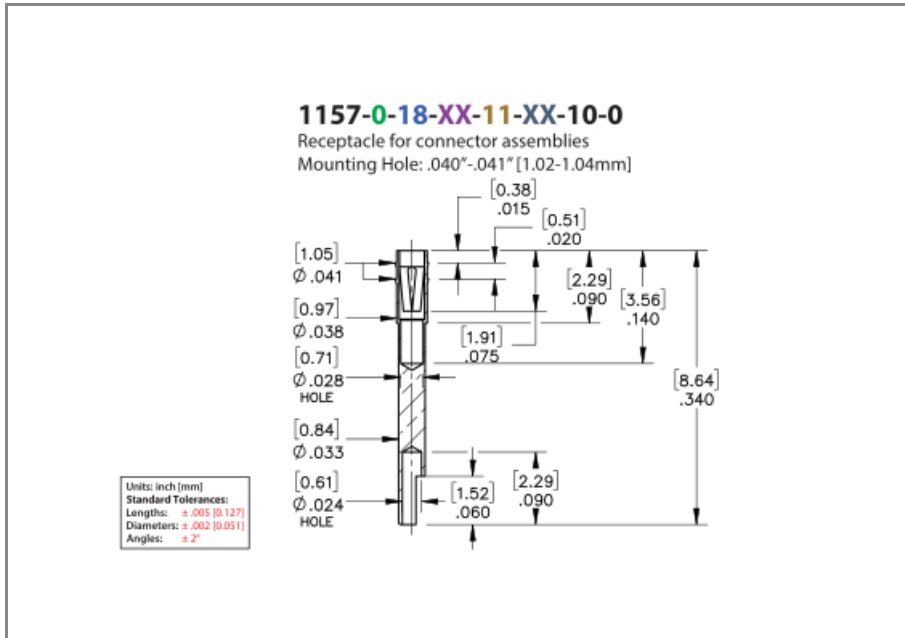 1157-0-18-XX-11-XX-10-0
Receptacle for connector assemblies
Mounting Hole: .040"-.041" [1.02-1.04mm]
[0.38]
.015
[0.51]
.020
[1.05]
Ø.041
[2.29]
.090
[3.56]
.140
[0.97]
Ø.038
[1.91]
.075
[0.71]
Ø.028
HOLE
[8.64]
.340
[0.84]
Ø.033
[0.61]
Ø.024
HOLE
[1.52]
.060
[2.29]
.090
Units: inch [mm]
Standard Tolerances:
Lengths: ± .005 [0.127]
Diameters: ± .002 [0.051]
Angles: ± 2°